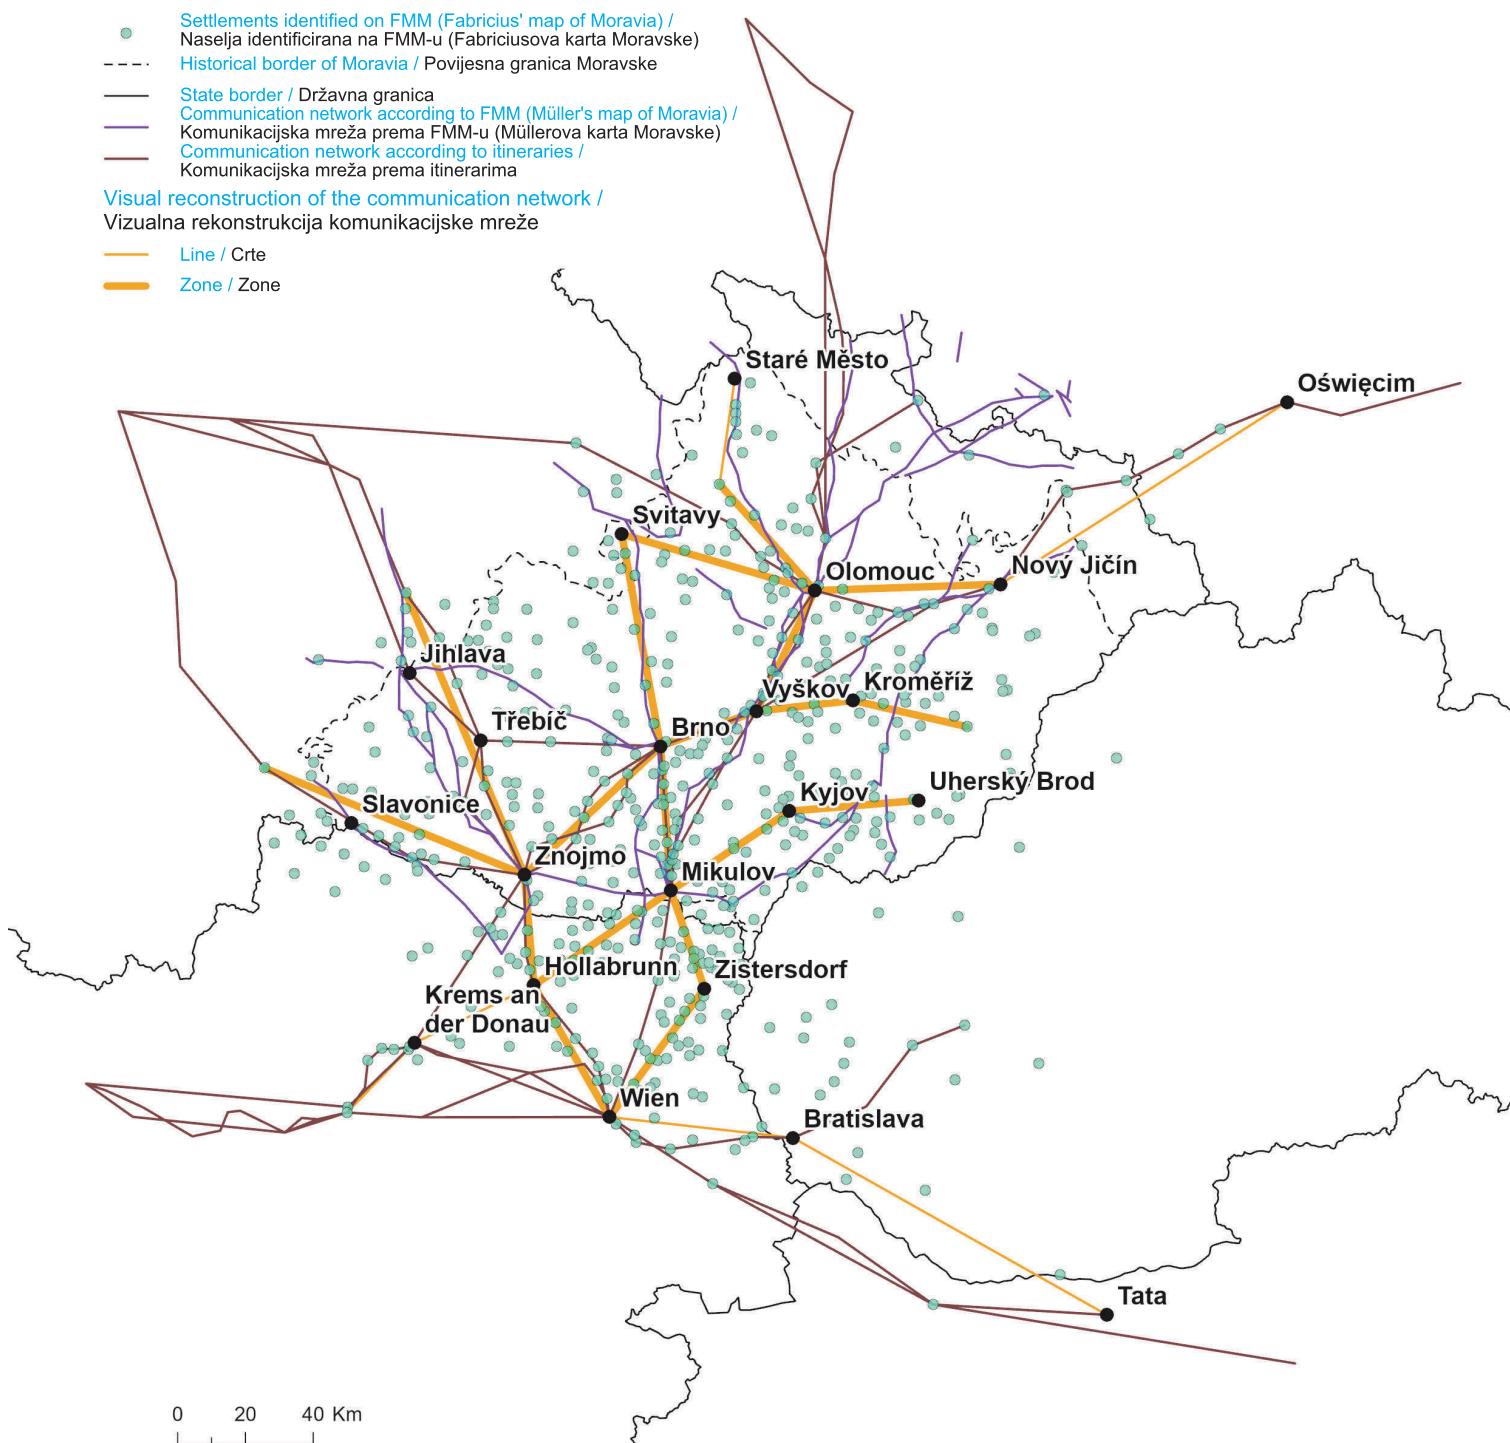 Settlements identified on FMM (Fabricius' map of Moravia) /
Naselja identificirana na FMM-u (Fabriciusova karta Moravske)
Historical border of Moravia / Povijesna granica Moravske
State border / Državna granica
Communication network according to FMM (Müller's map of Moravia) /
Komunikacijska mreža prema FMM-u (Müllerova karta Moravske)
Communication network according to itineraries /
Komunikacijska mreža prema itinerarima
Visual reconstruction of the communication network /
Vizualna rekonstrukcija komunikacijske mreže
Line / Crte
Zone / Zone
Staré Město
Oświęcim
Svitavy
Olomouc
Nový Jičín
Jihlava
Vyškov
Kroměříž
Třebíč
Brno
Slavonice
Kyjov
Uherský Brod
Znojmo
Mikulov
Hollabrunn
Zistersdorf
Krems an
der Donau
Wien
Bratislava
Tata
0 20 40 Km